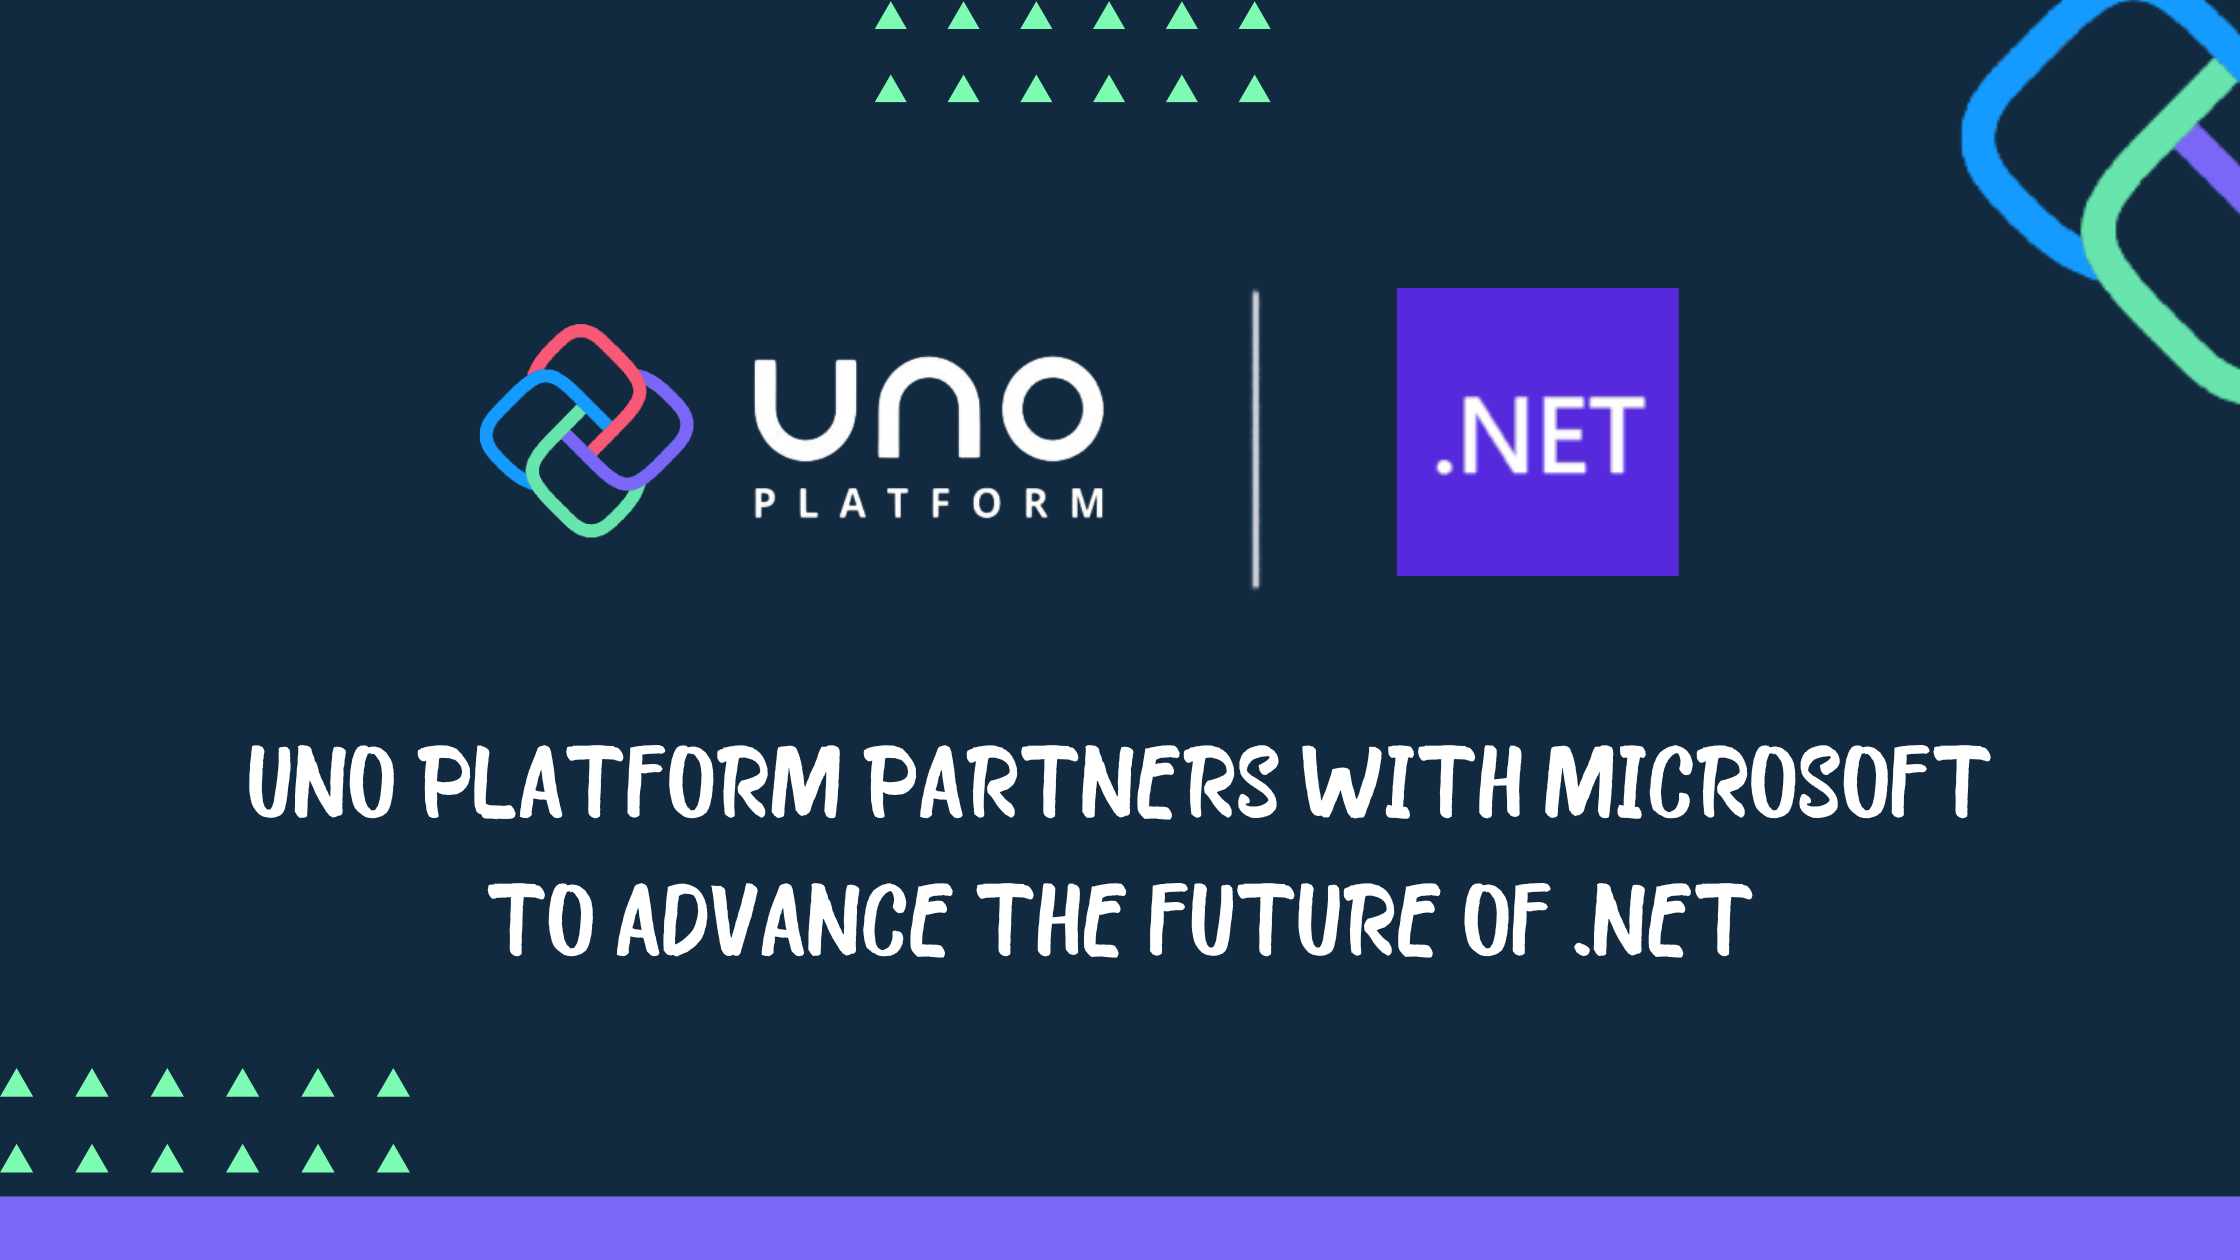 uno
PLATFORM
.NET
UNO PLATFORM PARTNERS WITH MICROSOFT
TO ADVANCE THE FUTURE OF .NET